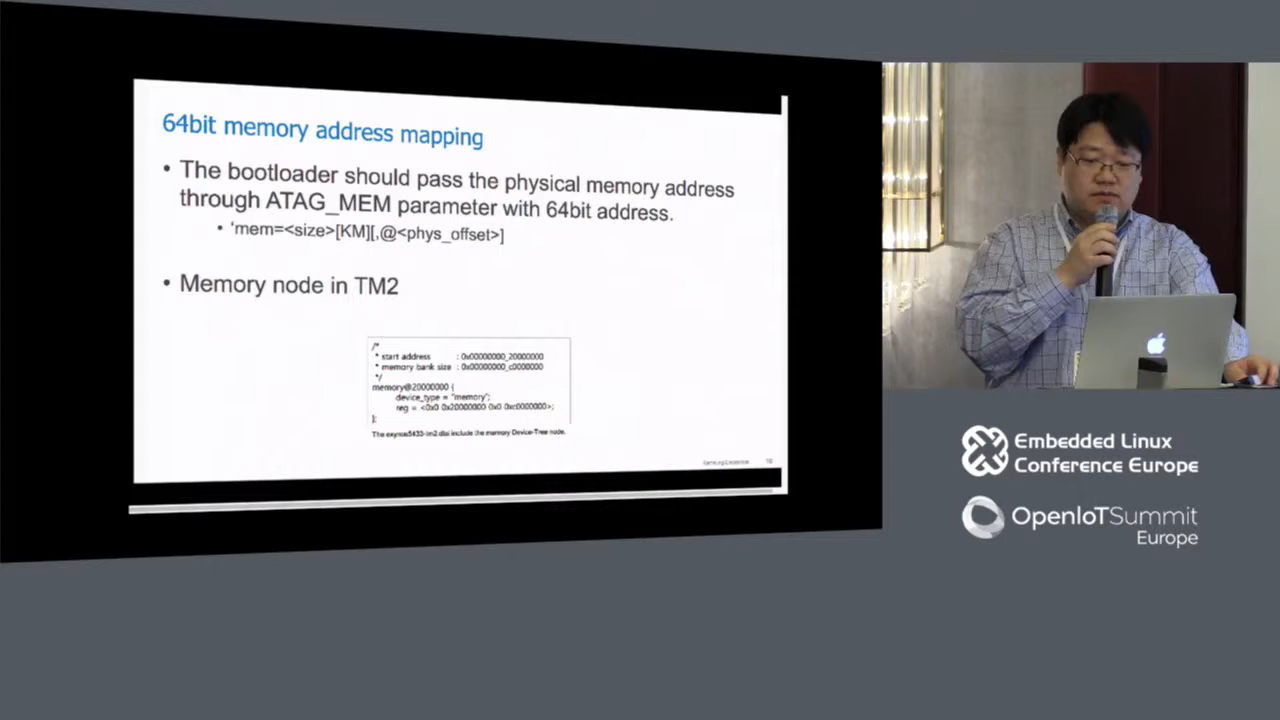 64bit memory address mapping
• The bootloader should pass the physical memory address
through ATAG_MEM parameter with 64bit address.
• 'mem=<size>[KM][,@<phys_offset>]
• Memory node in TM2
/*
* start address : 0x00000000_20000000
* memory bank size : 0x00000000_c0000000
*/
memory@20000000 {
device_type = "memory";
reg = <0x0 0x20000000 0x0 0xc0000000>;
};
The exynos5433-tm2.dtsi include the memory Device-Tree node.
Embedded Linux
Conference Europe
OpenIoTSummit
Europe